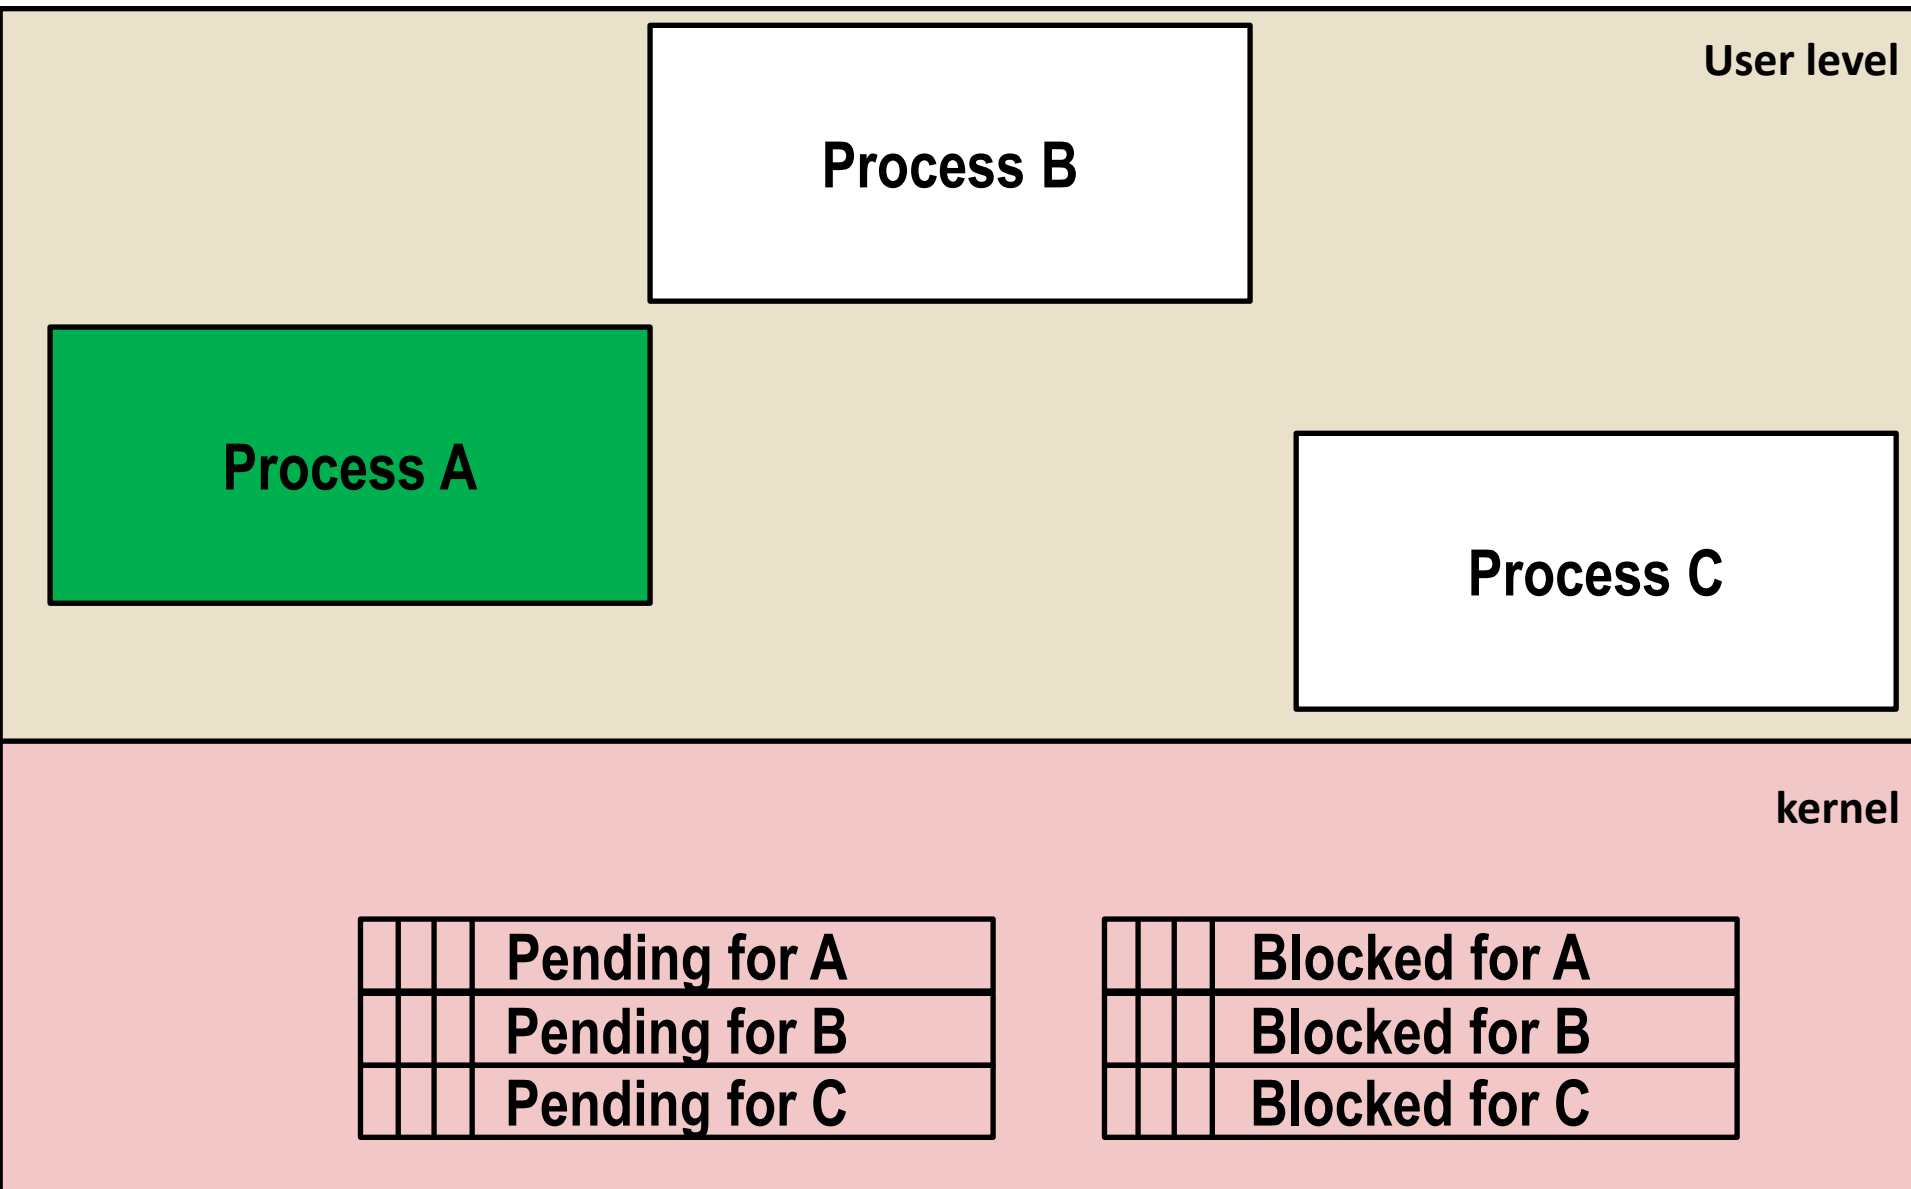 User level
Process B
Process A
Process C
kernel
Pending for A
Blocked for A
Pending for B
Blocked for B
Pending for C
Blocked for C